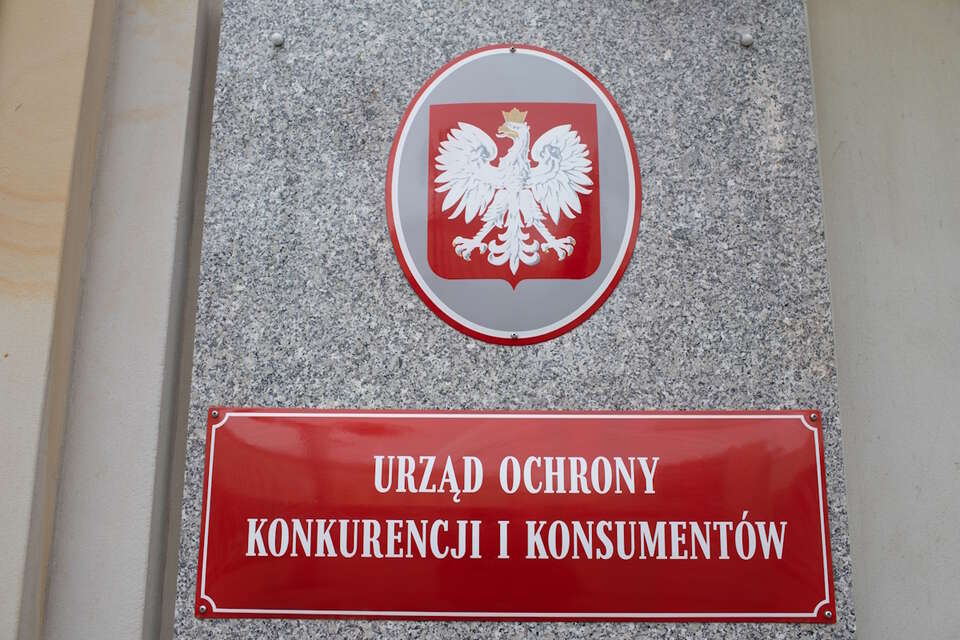 URZĄD OCHRONY
KONKURENCJI I KONSUMENTÓW